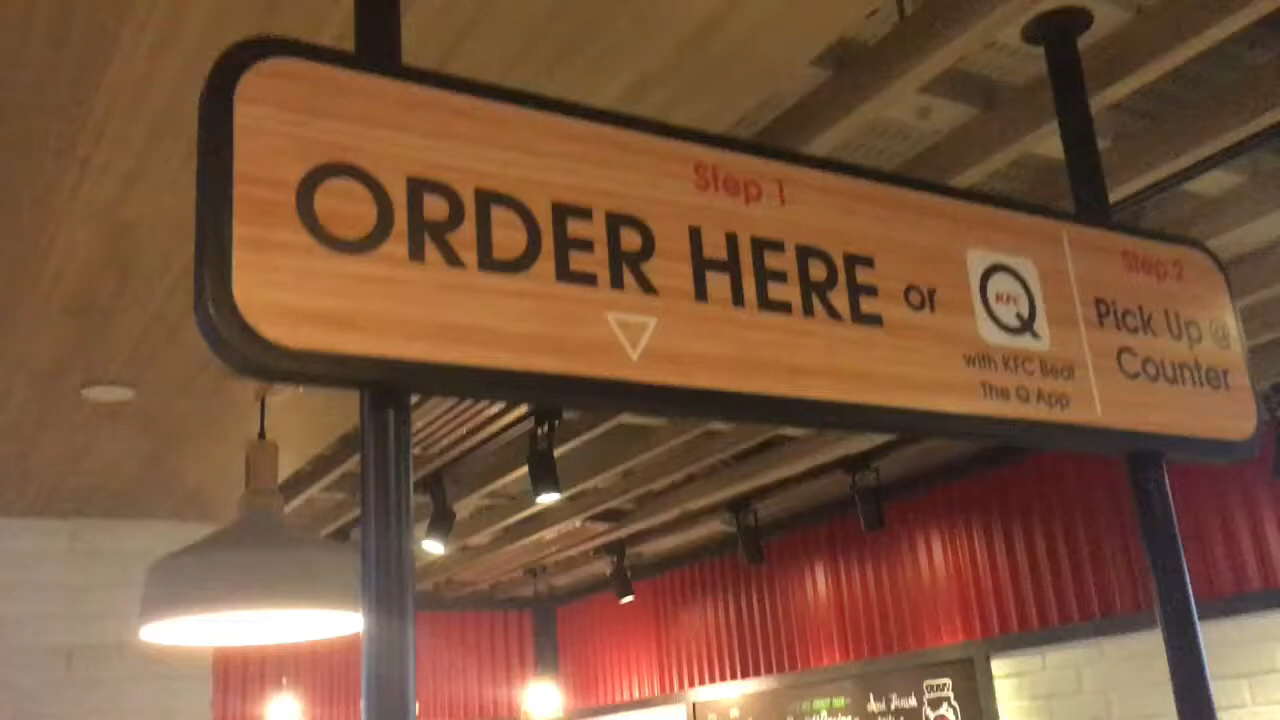 Step 1
ORDER HERE or
KFC
Q
with KFC Beat
The Q App
Step 2
Pick Up @
Counter